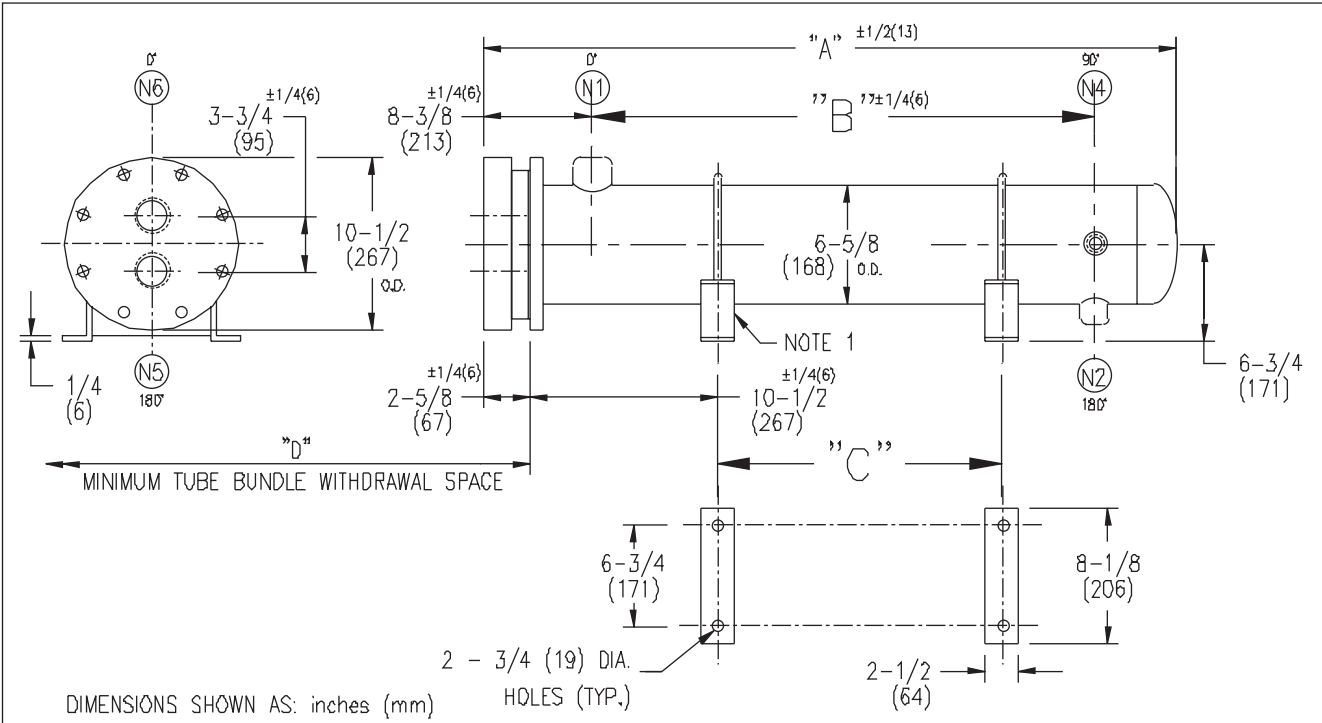 "A" ±1/2(13)
0°
N6
0°
N1
90°
N4
±1/4(6)
3-3/4
(95)
±1/4(6)
8-3/8
(213)
"B" ±1/4(6)
10-1/2
(267)
O.D.
6-5/8
(168) O.D.
NOTE 1
1/4
(6)
N5
180°
±1/4(6)
2-5/8
(67)
±1/4(6)
10-1/2
(267)
N2
180°
6-3/4
(171)
"D"
MINIMUM TUBE BUNDLE WITHDRAWAL SPACE
"C"
6-3/4
(171)
8-1/8
(206)
2 - 3/4 (19) DIA.
HOLES (TYP.)
2-1/2
(64)
DIMENSIONS SHOWN AS: inches (mm)